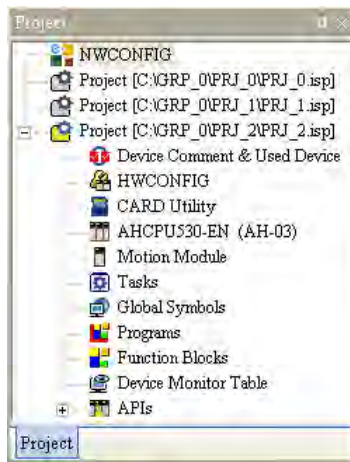 Project
NWCONFIG
Project [C:\GRP_0\PRJ_0\PRJ_0.isp]
Project [C:\GRP_0\PRJ_1\PRJ_1.isp]
Project [C:\GRP_0\PRJ_2\PRJ_2.isp]
Device Comment & Used Device
HWCONFIG
CARD Utility
AHCPU530-EN (AH-03)
Motion Module
Tasks
Global Symbols
Programs
Function Blocks
Device Monitor Table
APIs
Project